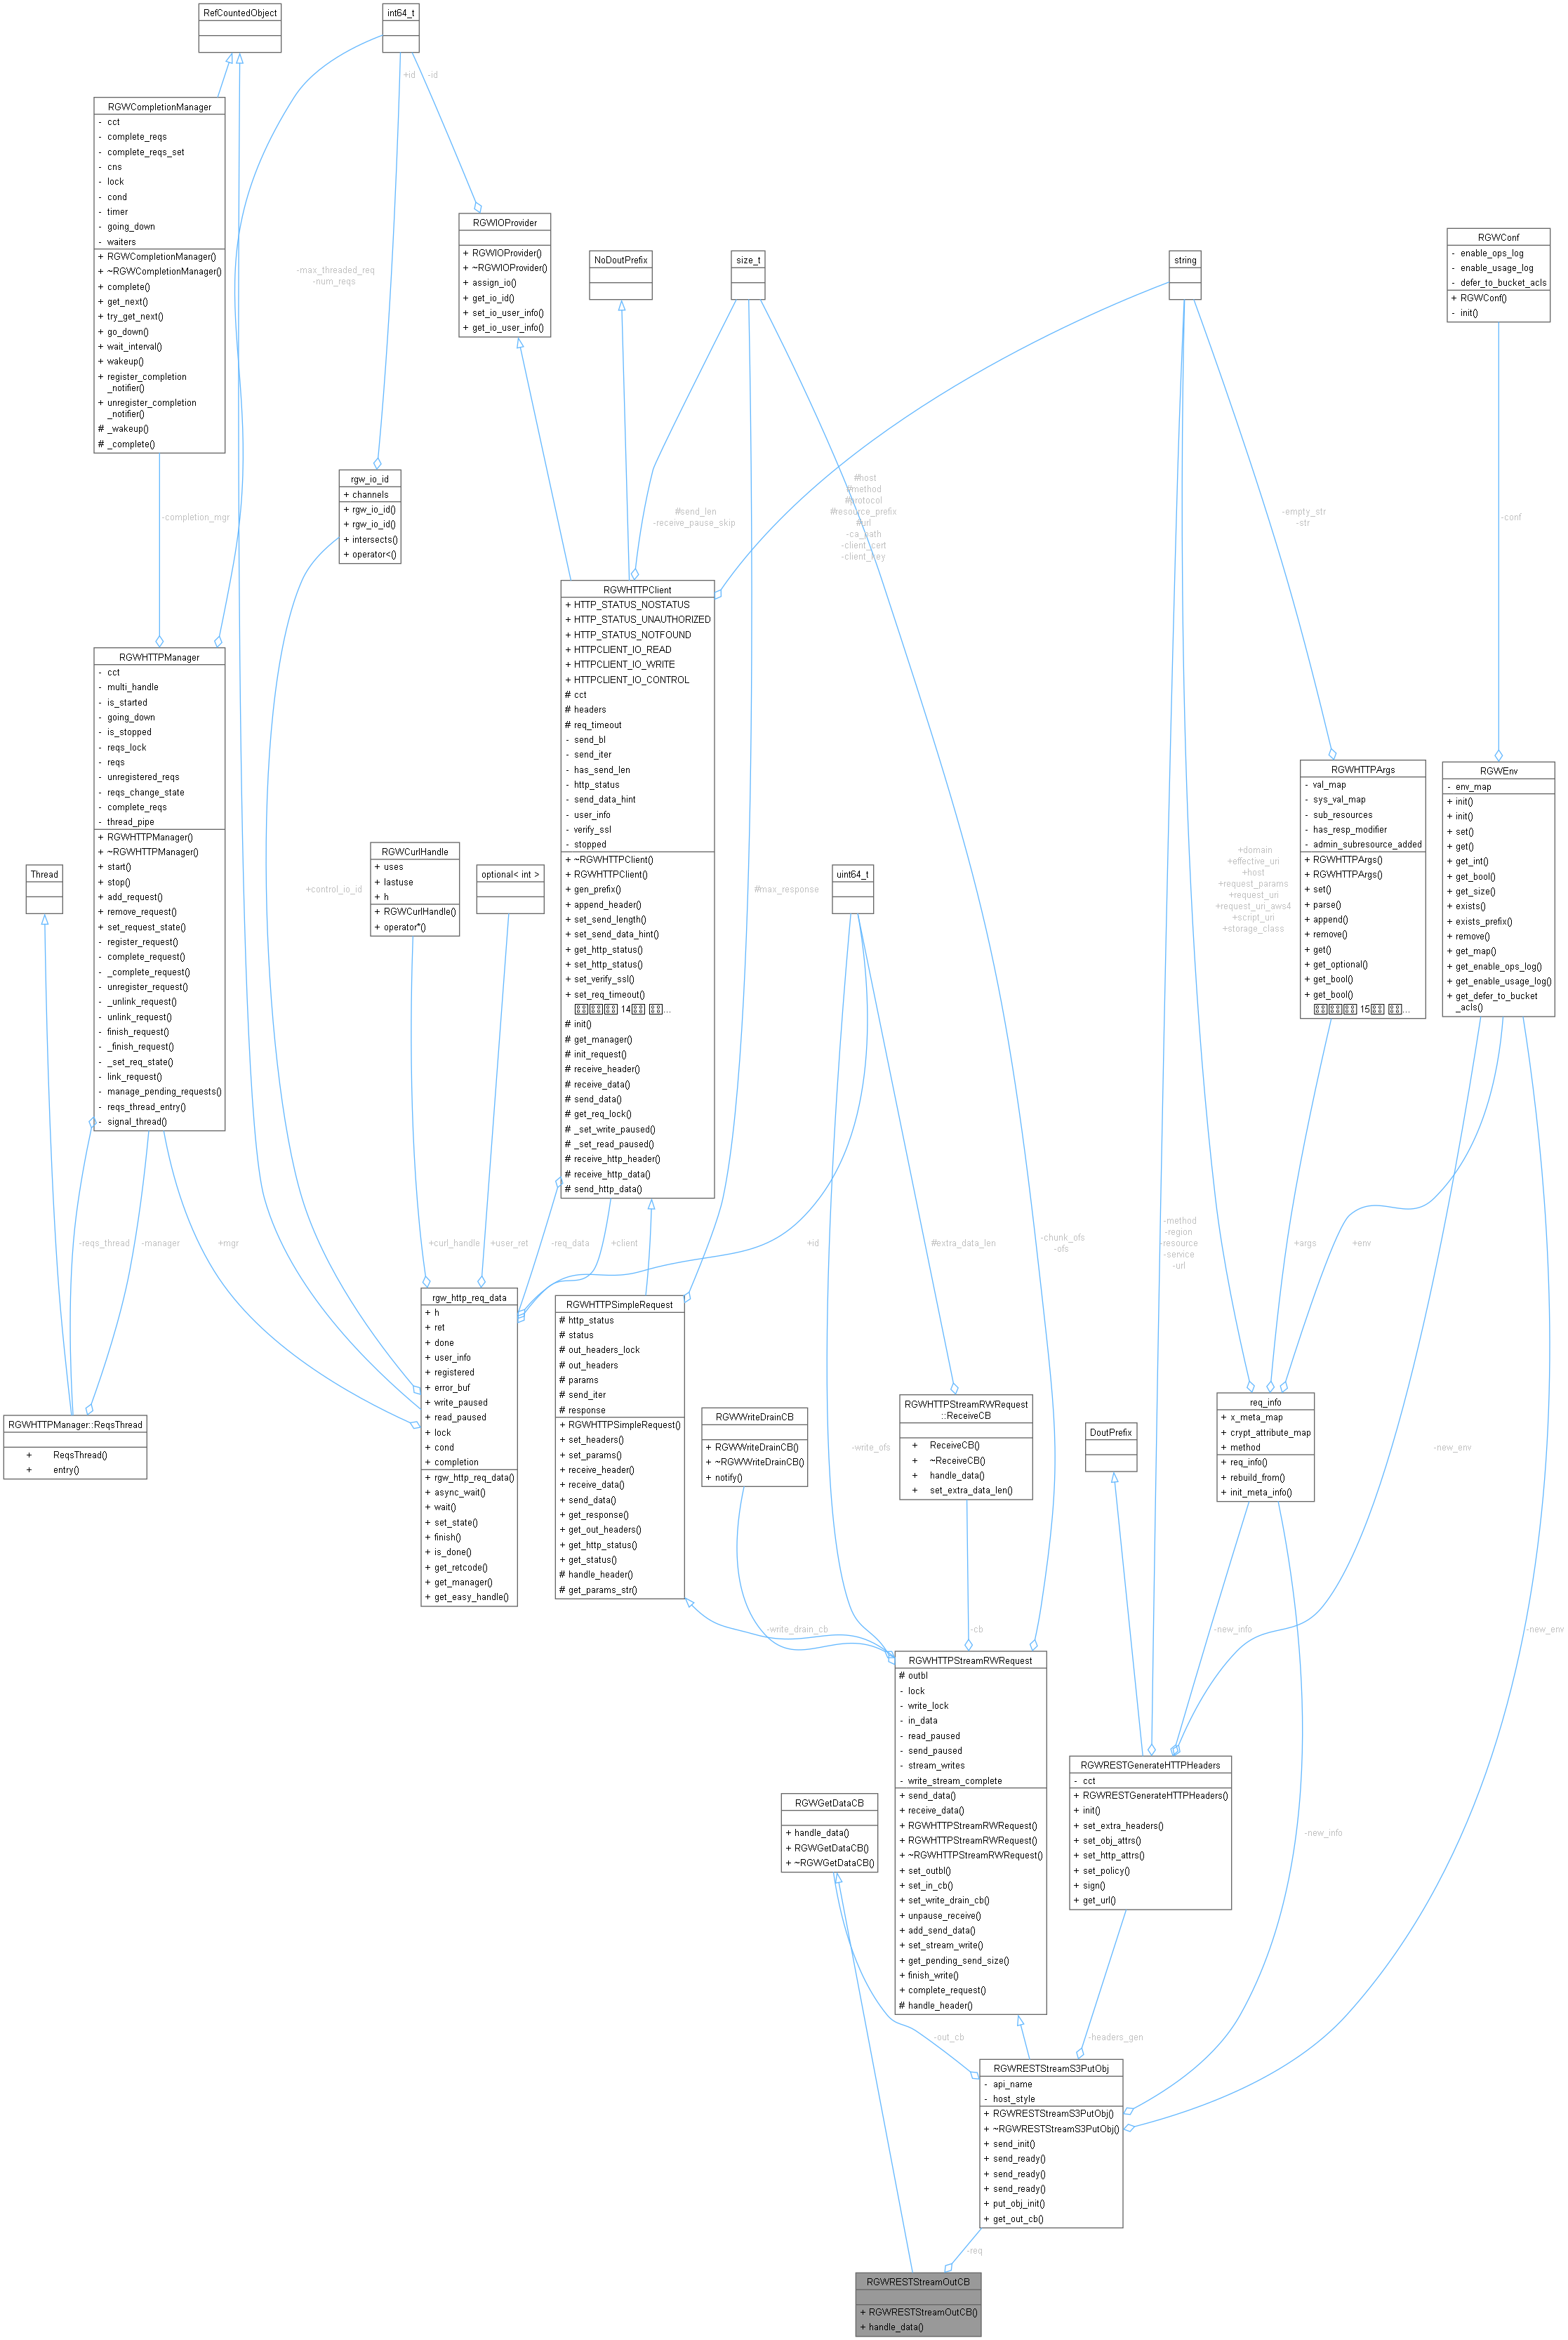 RefCountedObject
int64_t
+id
-id
RGWCompletionManager
- cct
- complete_reqs
- complete_reqs_set
- cns
- lock
- cond
- timer
- going_down
- waiters
+ RGWCompletionManager()
+ ~RGWCompletionManager()
+ complete()
+ get_next()
+ try_get_next()
+ go_down()
+ wait_interval()
+ wakeup()
+ register_completion
_notifier()
+ unregister_completion
_notifier()
# _wakeup()
# _complete()
RGWIOProvider
+ RGWIOProvider()
+ ~RGWIOProvider()
+ assign_io()
+ get_io_id()
+ set_io_user_info()
+ get_io_user_info()
NoDoutPrefix
size_t
string
RGWConf
- enable_ops_log
- enable_usage_log
- defer_to_bucket_acls
+ RGWConf()
- init()
-max_threaded_req
-num_reqs
rgw_io_id
+ channels
+ rgw_io_id()
+ rgw_io_id()
+ intersects()
+ operator<()
-completion_mgr
#send_len
-receive_pause_skip
#host
#method
#protocol
#resource_prefix
#url
-ca_path
-client_cert
-client_key
-empty_str
-str
-conf
RGWHTTPManager
- cct
- multi_handle
- is_started
- going_down
- is_stopped
- reqs_lock
- reqs
- unregistered_reqs
- reqs_change_state
- complete_reqs
- thread_pipe
+ RGWHTTPManager()
+ ~RGWHTTPManager()
+ start()
+ stop()
+ add_request()
+ remove_request()
+ set_request_state()
- register_request()
- complete_request()
- _complete_request()
- unregister_request()
- _unlink_request()
- unlink_request()
- finish_request()
- _finish_request()
- _set_req_state()
- link_request()
- manage_pending_requests()
- reqs_thread_entry()
- signal_thread()
RGWHTTPClient
+ HTTP_STATUS_NOSTATUS
+ HTTP_STATUS_UNAUTHORIZED
+ HTTP_STATUS_NOTFOUND
+ HTTPCLIENT_IO_READ
+ HTTPCLIENT_IO_WRITE
+ HTTPCLIENT_IO_CONTROL
# cct
# headers
# req_timeout
- send_bl
- send_iter
- has_send_len
- http_status
- send_data_hint
- user_info
- verify_ssl
- stopped
+ ~RGWHTTPClient()
+ RGWHTTPClient()
+ gen_prefix()
+ append_header()
+ set_send_length()
+ set_send_data_hint()
+ get_http_status()
+ set_http_status()
+ set_verify_ssl()
+ set_req_timeout()
14 ...
# init()
# get_manager()
# init_request()
# receive_header()
# receive_data()
# send_data()
# get_req_lock()
# _set_write_paused()
# _set_read_paused()
# receive_http_header()
# receive_http_data()
# send_http_data()
RGWHTTPArgs
- val_map
- sys_val_map
- sub_resources
- has_resp_modifier
- admin_subresource_added
+ RGWHTTPArgs()
+ RGWHTTPArgs()
+ set()
+ parse()
+ append()
+ remove()
+ get()
+ get_optional()
+ get_bool()
+ get_bool()
15 ...
RGWEnv
- env_map
+ init()
+ init()
+ set()
+ get()
+ get_int()
+ get_bool()
+ get_size()
+ exists()
+ exists_prefix()
+ remove()
+ get_map()
+ get_enable_ops_log()
+ get_enable_usage_log()
+ get_defer_to_bucket
_acls()
Thread
+control_io_id
RGWCurlHandle
+ uses
+ lastuse
+ h
+ RGWCurlHandle()
+ operator*()
optional< int >
#max_response
uint64_t
+domain
+effective_uri
+host
+request_params
+request_uri
+request_uri_aws4
+script_uri
+storage_class
-reqs_thread
-manager
+mgr
+curl_handle
+user_ret
-req_data
+client
+id
#extra_data_len
-chunk_ofs
-ofs
-method
-region
-resource
-service
-url
+args
+env
rgw_http_req_data
+ h
+ ret
+ done
+ user_info
+ registered
+ error_buf
+ write_paused
+ read_paused
+ lock
+ cond
+ completion
+ rgw_http_req_data()
+ async_wait()
+ wait()
+ set_state()
+ finish()
+ is_done()
+ get_retcode()
+ get_manager()
+ get_easy_handle()
RGWHTTPSimpleRequest
# http_status
# status
# out_headers_lock
# out_headers
# params
# send_iter
# response
+ RGWHTTPSimpleRequest()
+ set_headers()
+ set_params()
+ receive_header()
+ receive_data()
+ send_data()
+ get_response()
+ get_out_headers()
+ get_http_status()
+ get_status()
# handle_header()
# get_params_str()
RGWHTTPManager::ReqsThread
+ ReqsThread()
+ entry()
RGWWriteDrainCB
+ RGWWriteDrainCB()
+ ~RGWWriteDrainCB()
+ notify()
-write_ofs
RGWHTTPStreamRWRequest
::ReceiveCB
+ ReceiveCB()
+ ~ReceiveCB()
+ handle_data()
+ set_extra_data_len()
DoutPrefix
req_info
+ x_meta_map
+ crypt_attribute_map
+ method
+ req_info()
+ rebuild_from()
+ init_meta_info()
-new_env
-write_drain_cb
-cb
-new_info
-new_env
RGWHTTPStreamRWRequest
# outbl
- lock
- write_lock
- in_data
- read_paused
- send_paused
- stream_writes
- write_stream_complete
+ send_data()
+ receive_data()
+ RGWHTTPStreamRWRequest()
+ RGWHTTPStreamRWRequest()
+ ~RGWHTTPStreamRWRequest()
+ set_outbl()
+ set_in_cb()
+ set_write_drain_cb()
+ unpause_receive()
+ add_send_data()
+ set_stream_write()
+ get_pending_send_size()
+ finish_write()
+ complete_request()
# handle_header()
RGWRESTGenerateHTTPHeaders
- cct
+ RGWRESTGenerateHTTPHeaders()
+ init()
+ set_extra_headers()
+ set_obj_attrs()
+ set_http_attrs()
+ set_policy()
+ sign()
+ get_url()
RGWGetDataCB
+ handle_data()
+ RGWGetDataCB()
+ ~RGWGetDataCB()
-new_info
-out_cb
-headers_gen
RGWRESTStreamS3PutObj
- api_name
- host_style
+ RGWRESTStreamS3PutObj()
+ ~RGWRESTStreamS3PutObj()
+ send_init()
+ send_ready()
+ send_ready()
+ send_ready()
+ put_obj_init()
+ get_out_cb()
-req
RGWRESTStreamOutCB
+ RGWRESTStreamOutCB()
+ handle_data()